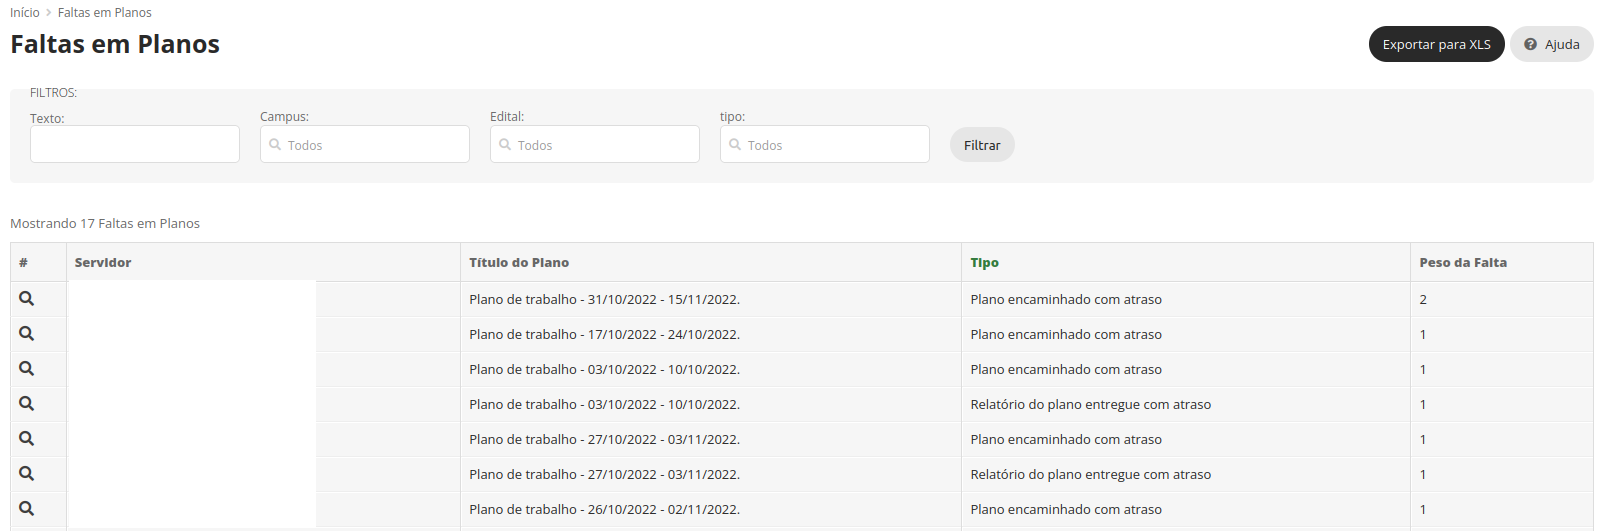 Início > Faltas em Planos
Faltas em Planos
Exportar para XLS
Ajuda
FILTROS:
Texto:
Campus:
Edital:
tipo:
Todos
Todos
Todos
Filtrar
Mostrando 17 Faltas em Planos
# Servidor Título do Plano Tipo Peso da Falta
Plano de trabalho - 31/10/2022 - 15/11/2022. Plano encaminhado com atraso 2
Plano de trabalho - 17/10/2022 - 24/10/2022. Plano encaminhado com atraso 1
Plano de trabalho - 03/10/2022 - 10/10/2022. Plano encaminhado com atraso 1
Plano de trabalho - 03/10/2022 - 10/10/2022. Relatório do plano entregue com atraso 1
Plano de trabalho - 27/10/2022 - 03/11/2022. Plano encaminhado com atraso 1
Plano de trabalho - 27/10/2022 - 03/11/2022. Relatório do plano entregue com atraso 1
Plano de trabalho - 26/10/2022 - 02/11/2022. Plano encaminhado com atraso 1